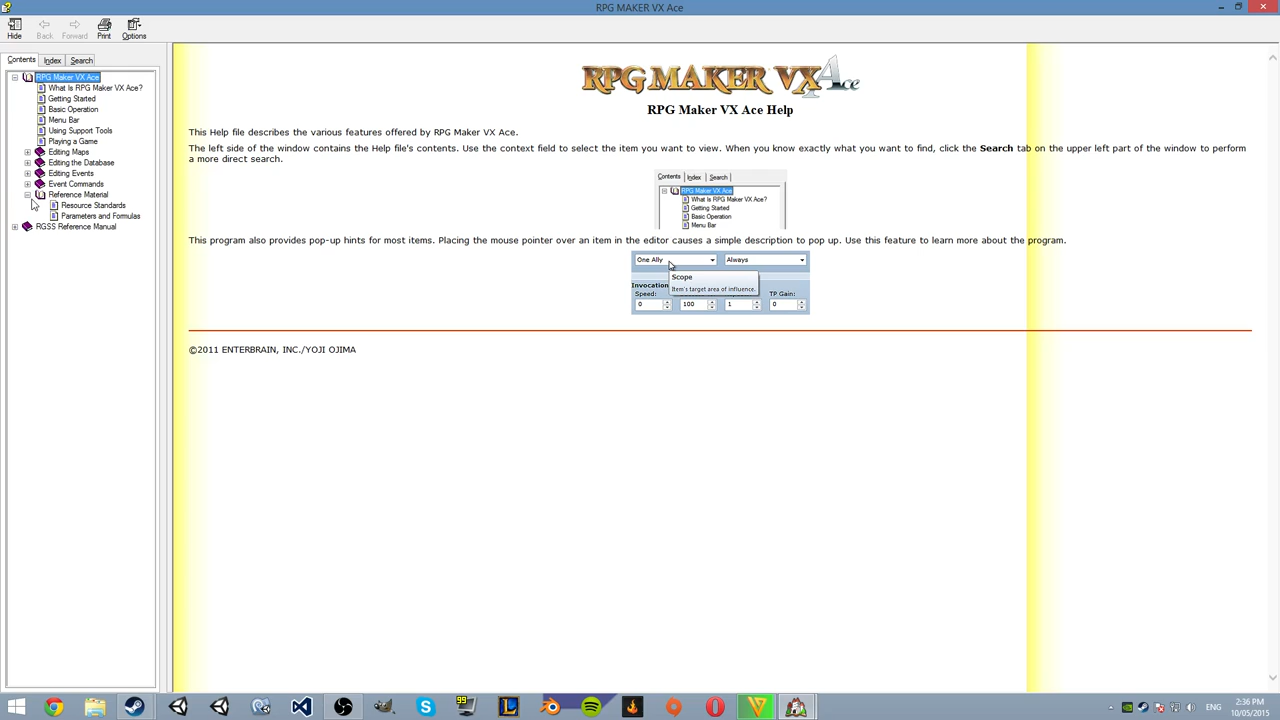 RPG MAKER VX Ace
Hide
Back
Forward
Print
Options
Contents Index Search
RPG Maker VX Ace
What Is RPG Maker VX Ace?
Getting Started
Basic Operation
Menu Bar
Using Support Tools
Playing a Game
Editing Maps
Editing the Database
Editing Events
Event Commands
Reference Material
Resource Standards
Parameters and Formulas
RGSS Reference Manual
RPG MAKER VX Ace
RPG Maker VX Ace Help
This Help file describes the various features offered by RPG Maker VX Ace.
The left side of the window contains the Help file's contents. Use the context field to select the item you want to view. When you know exactly what you want to find, click the Search tab on the upper left part of the window to perform
a more direct search.
Contents Index Search
RPG Maker VX Ace
What Is RPG Maker VX Ace?
Getting Started
Basic Operation
Menu Bar
This program also provides pop-up hints for most items. Placing the mouse pointer over an item in the editor causes a simple description to pop up. Use this feature to learn more about the program.
One Ally Always
Scope
Item's target area of influence.
Invocation
Speed: TP Gain:
0 100 1 0
©2011 ENTERBRAIN, INC./YOJI OJIMA
ENG
2:36 PM
10/05/2015